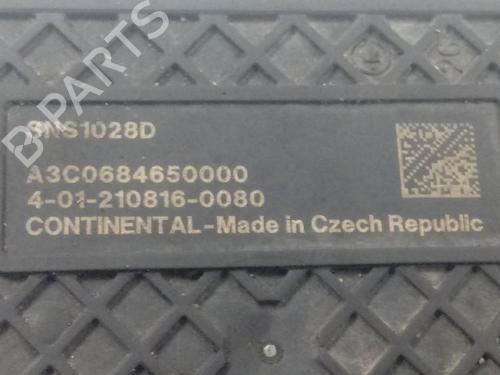 B-PARTS
SNS1028D
A3C0684650000
4-01-210816-0080
CONTINENTAL-Made in Czech Republic